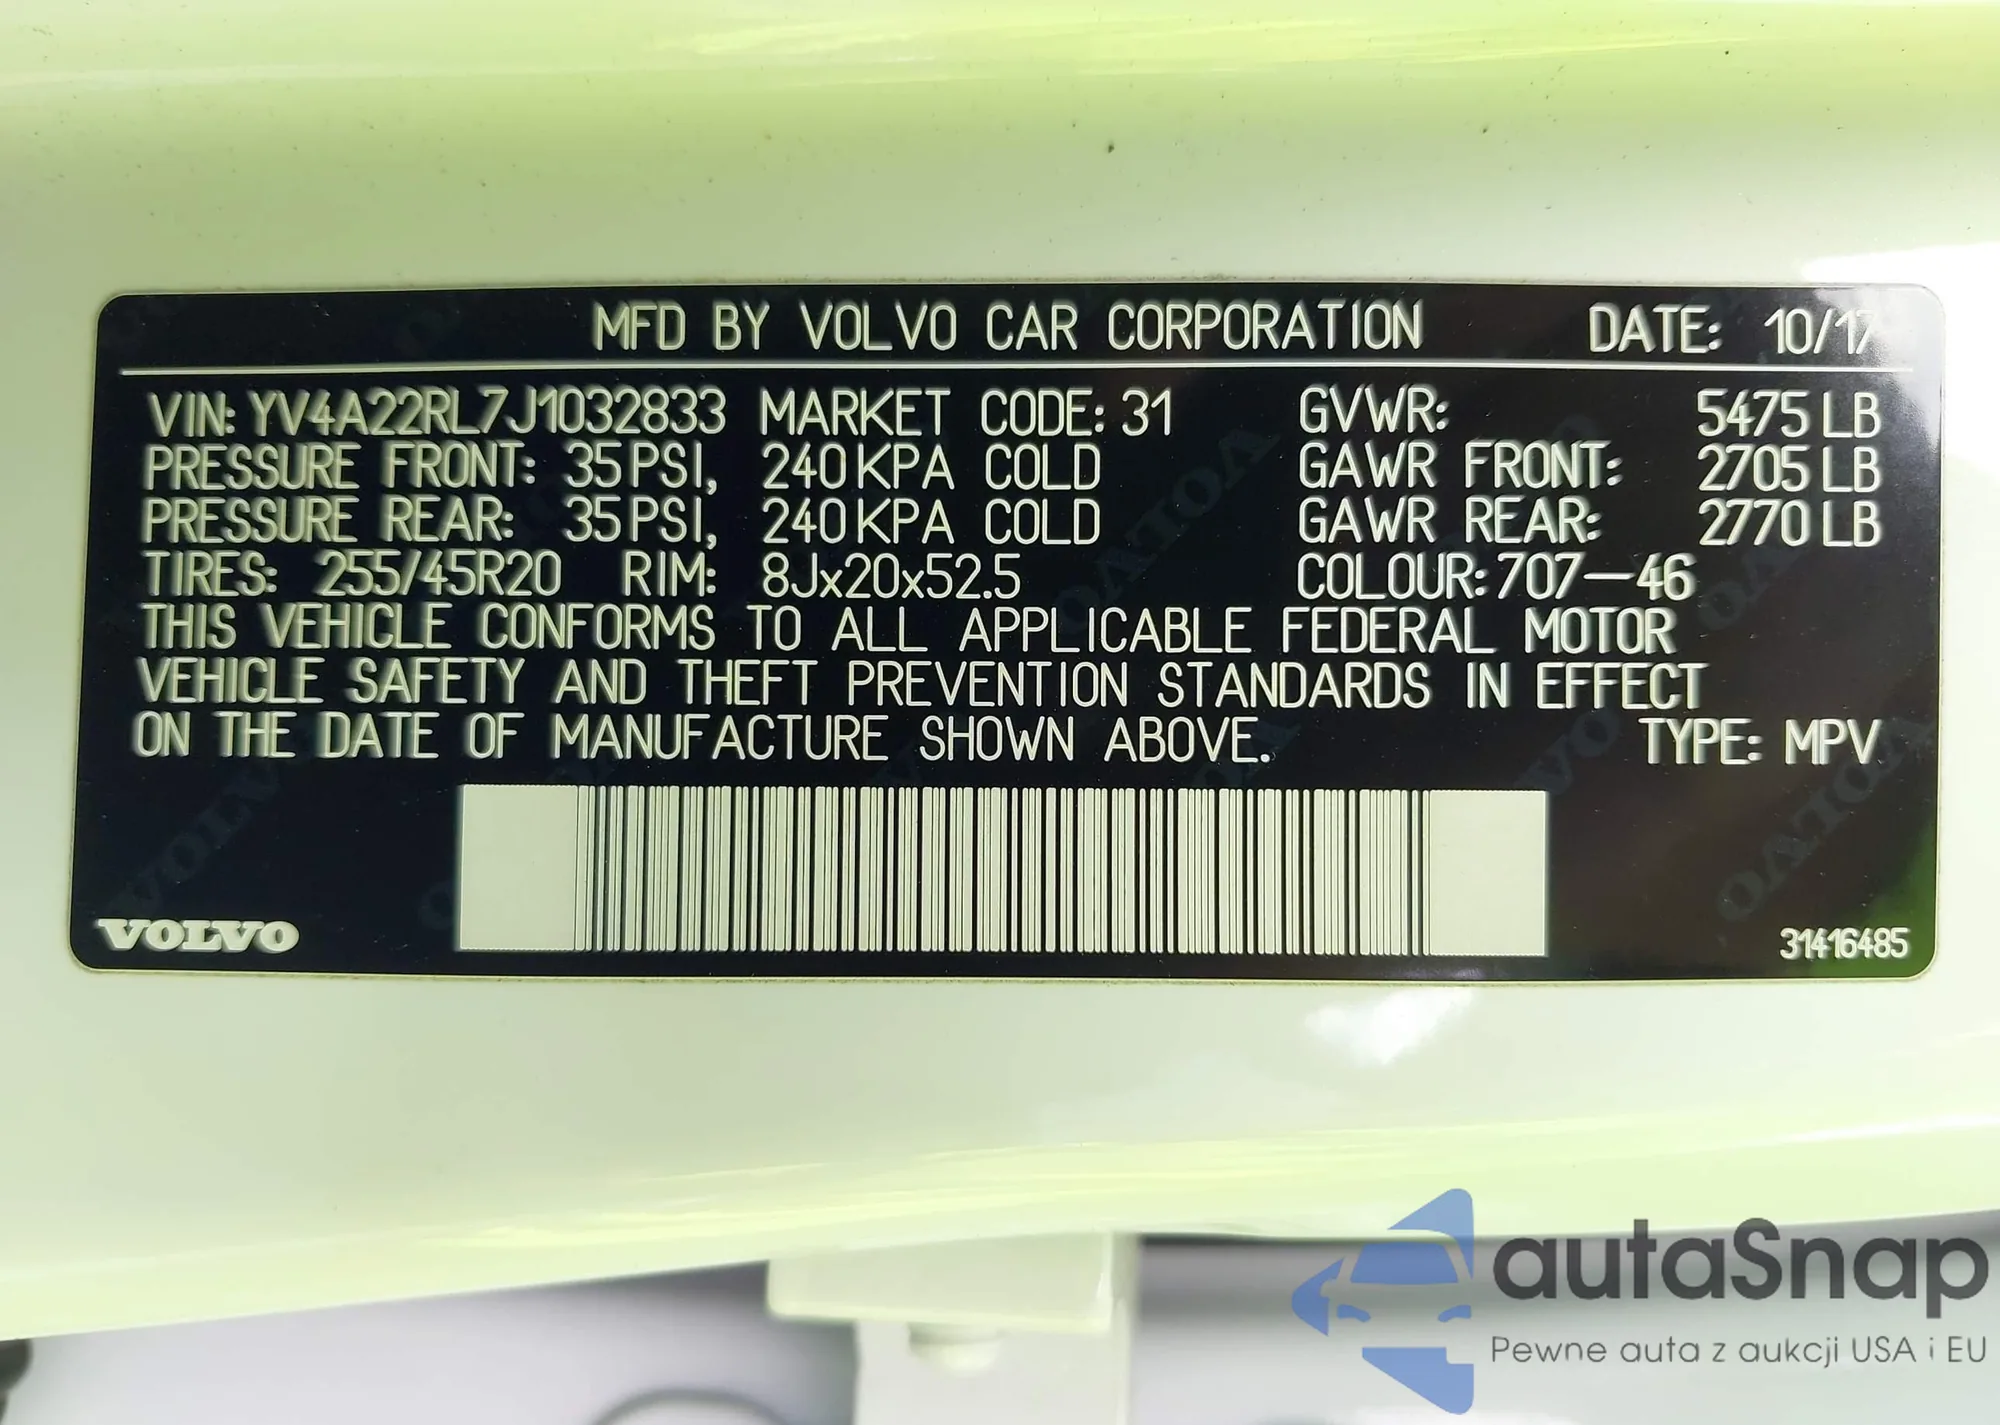 MFD BY VOLVO CAR CORPORATION DATE: 10/17
VIN: YV4A22RL7J1032833 MARKET CODE: 31 GVWR: 5475 LB
PRESSURE FRONT: 35 PSI, 240 KPA COLD GAWR FRONT: 2705 LB
PRESSURE REAR: 35 PSI, 240 KPA COLD GAWR REAR: 2770 LB
TIRES: 255/45R20 RIM: 8Jx20x52.5 COLOUR: 707-46
THIS VEHICLE CONFORMS TO ALL APPLICABLE FEDERAL MOTOR
VEHICLE SAFETY AND THEFT PREVENTION STANDARDS IN EFFECT
ON THE DATE OF MANUFACTURE SHOWN ABOVE. TYPE: MPV
VOLVO 31416485
autaSnap
Pewne auta z aukcji USA i EU